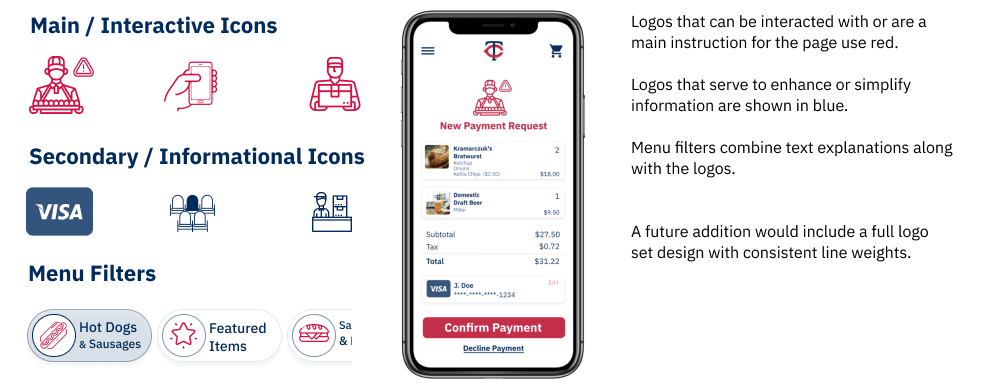 Main / Interactive Icons
Secondary / Informational Icons
VISA
Menu Filters
Hot Dogs
& Sausages
Featured
Items
Sa
&
TC
New Payment Request
Kramarczuk's
Bratwurst
2
Ketchup
Onions
Kettle Chips ($2.50)
$18.00
Domestic
Draft Beer
1
Miller
$9.50
Subtotal
$27.50
Tax
$0.72
Total
$31.22
VISA
J. Doe
Edit
****-****-****-1234
Confirm Payment
Decline Payment
Logos that can be interacted with or are a
main instruction for the page use red.
Logos that serve to enhance or simplify
information are shown in blue.
Menu filters combine text explanations along
with the logos.
A future addition would include a full logo
set design with consistent line weights.